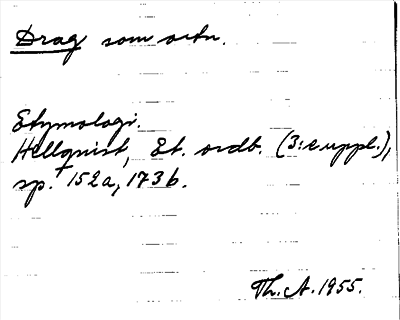 Drag som ortn.
Etymologi.
Hellquist, Et. ordb. (3:e uppl.),
sp. 152a, 173b.
Th. A. 1955.